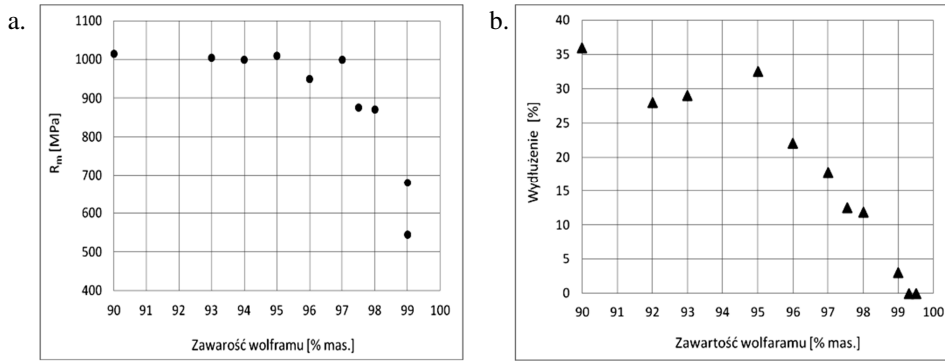 a.
1100
1000
900
800
700
600
500
400
R_m [MPa]
90 91 92 93 94 95 96 97 98 99 100
Zawarość wolframu [% mas.]
b.
40
35
30
25
20
15
10
5
0
Wydłużenie [%]
90 91 92 93 94 95 96 97 98 99 100
Zawartość wolfaramu [% mas.]